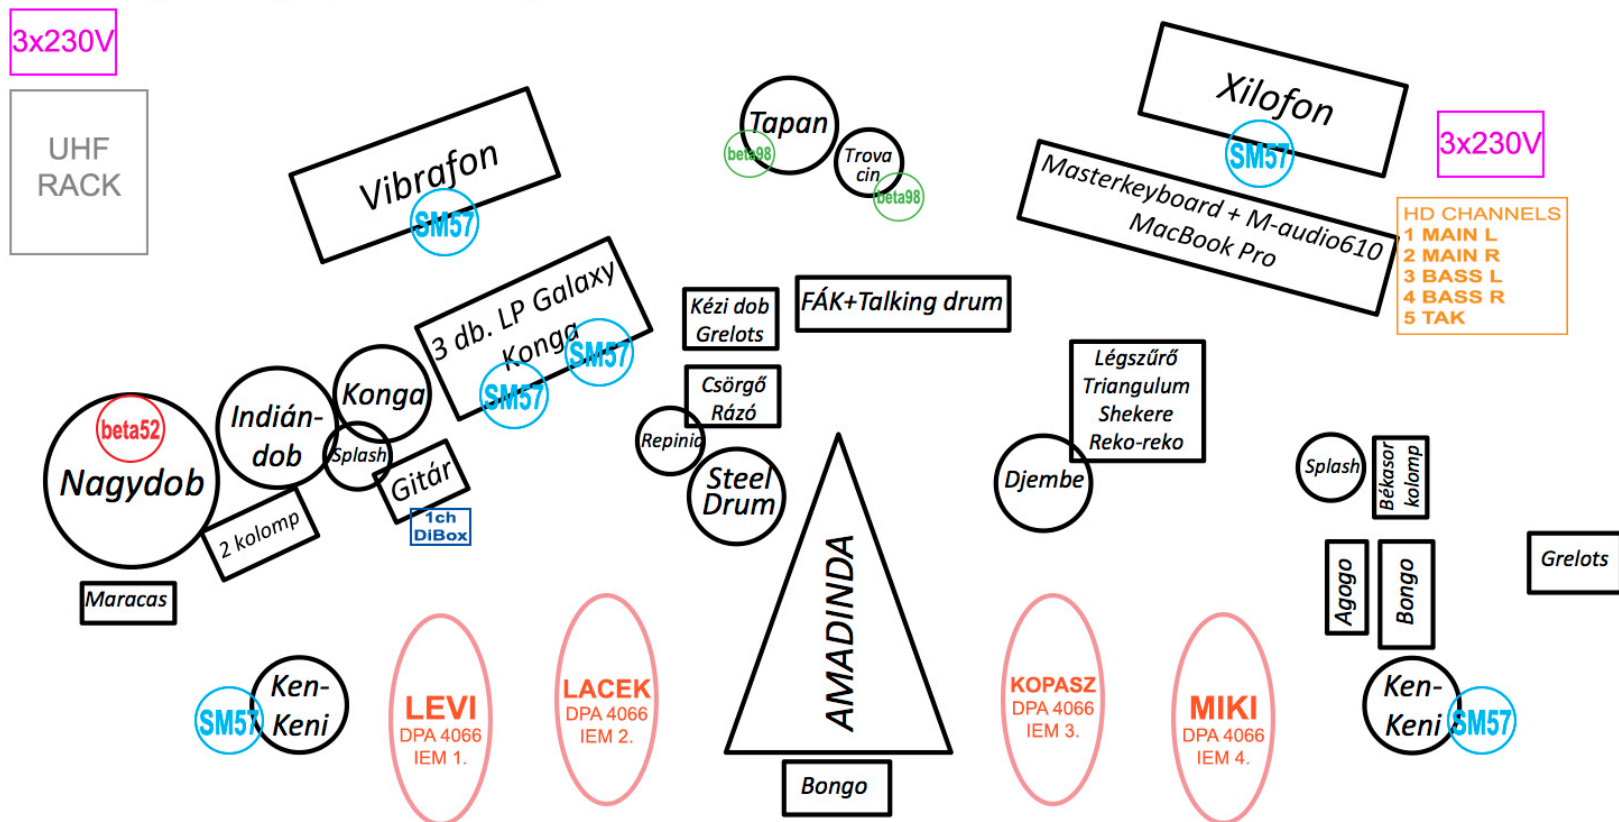 3x230V
UHF
RACK
Vibrafon
SM57
Tapan
beta98
Trova
cin
beta98
Xilofon
SM57
3x230V
Masterkeyboard + M-audio610
MacBook Pro
HD CHANNELS
1 MAIN L
2 MAIN R
3 BASS L
4 BASS R
5 TAK
3 db. LP Galaxy
Konga
SM57
SM57
Kézi dob
Grelots
FÁK+Talking drum
Csörgő
Rázó
Légszűrő
Triangulum
Shekere
Reko-reko
beta52
Nagydob
Indián-
dob
Konga
Splash
Gitár
1ch
DiBox
2 kolomp
Maracas
Repinic
Steel
Drum
Djembe
Splash
Békasor
kolomp
Agogo
Bongo
Grelots
SM57
Ken-
Keni
LEVI
DPA 4066
IEM 1.
LACEK
DPA 4066
IEM 2.
AMADINDA
Bongo
KOPASZ
DPA 4066
IEM 3.
MIKI
DPA 4066
IEM 4.
Ken-
Keni
SM57